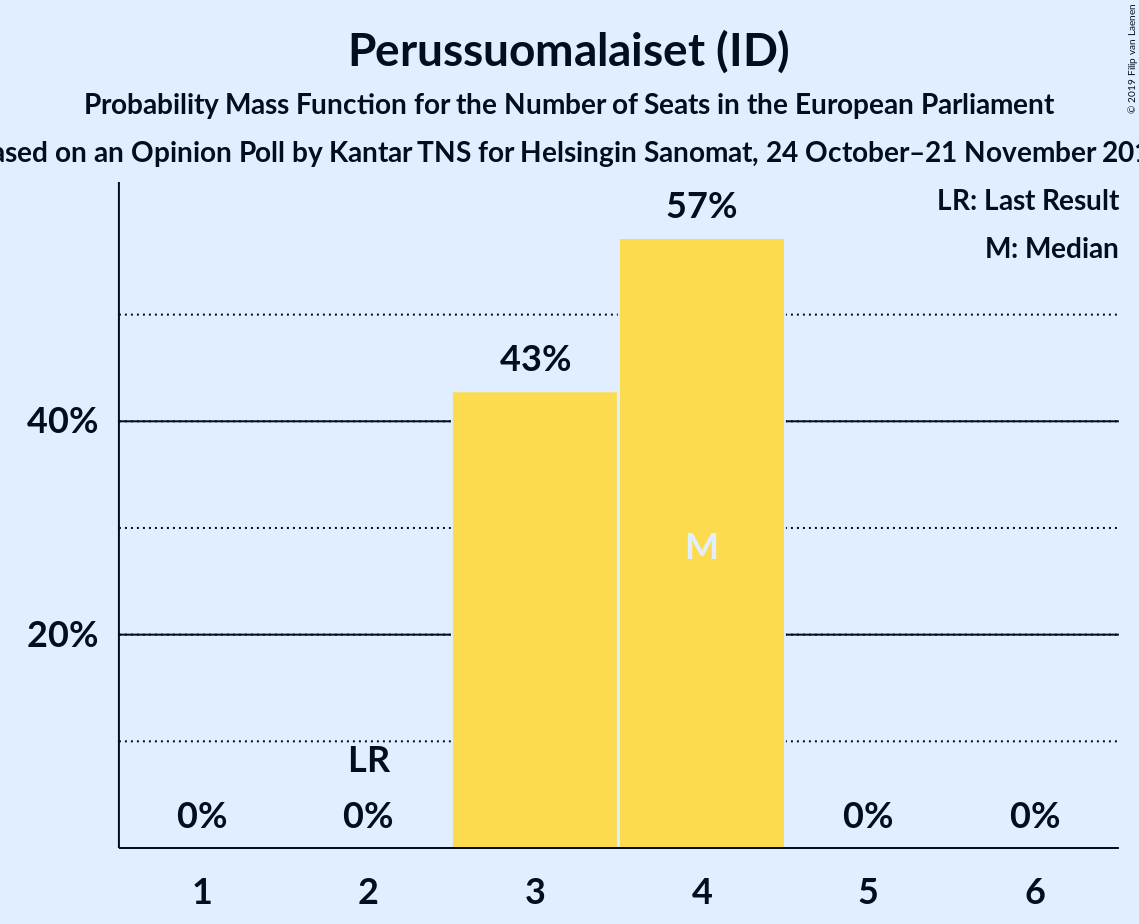 Perussuomalaiset (ID)
Probability Mass Function for the Number of Seats in the European Parliament
on an Opinion Poll by Kantar TNS for Helsingin Sanomat, 24 October–21 November
© 2019 Filip van Laenen
LR: Last Result
M: Median
57%
43%
40%
M
20%
LR
0% 0% 0% 0%
1 2 3 4 5 6